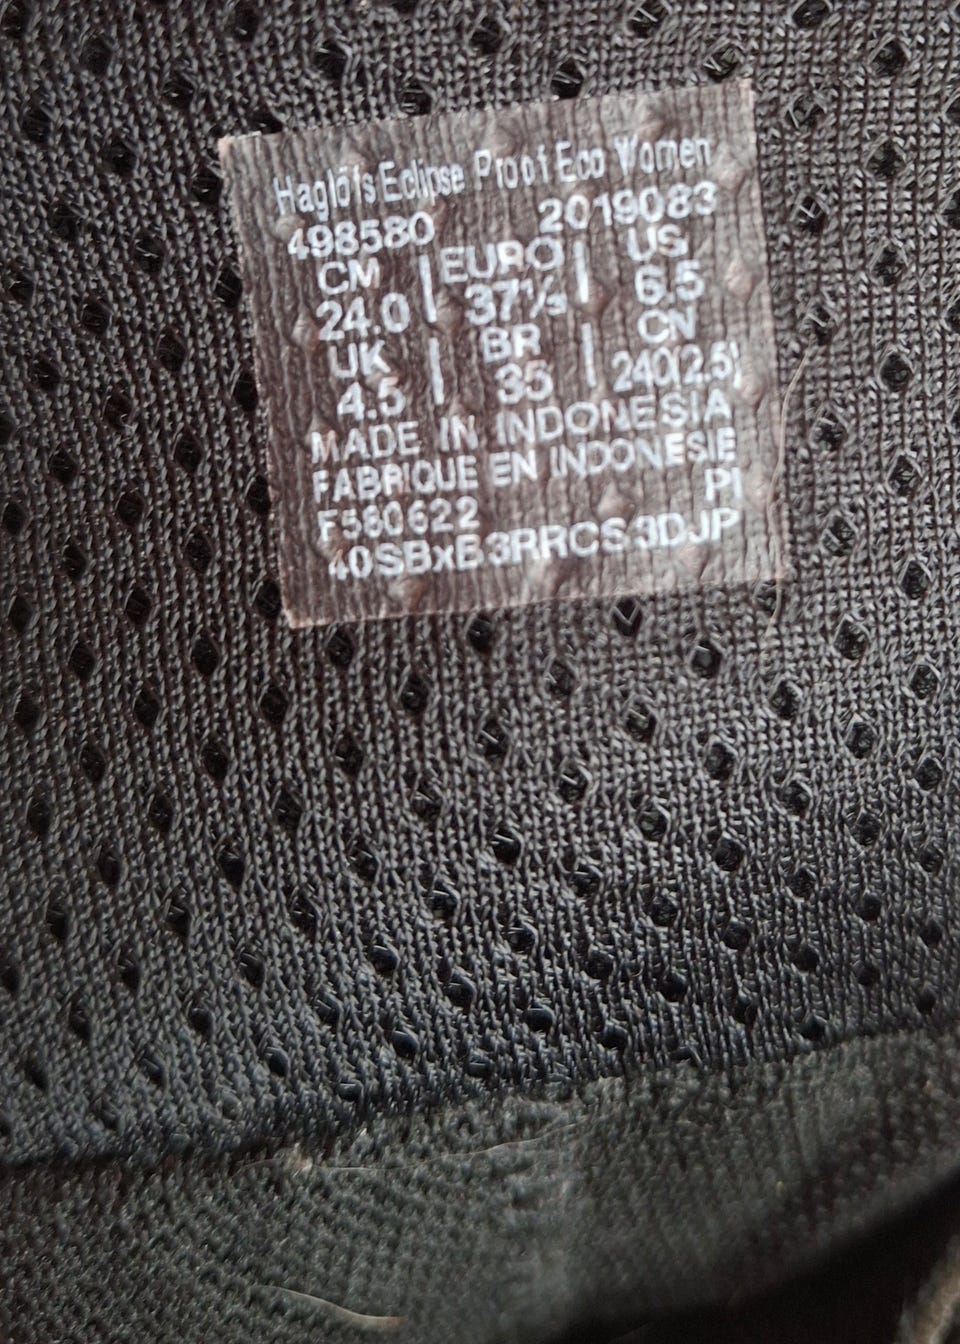 Haglöfs Eclipse Proof Eco Women
498580 2019083
CM | EURO | US
24.0 | 37⅓ | 6.5
UK | BR | CN
4.5 | 35 | 240(2.5)
MADE IN INDONESIA
FABRIQUE EN INDONESIE
F580622 PI
40SBxB3RRCS3DJP